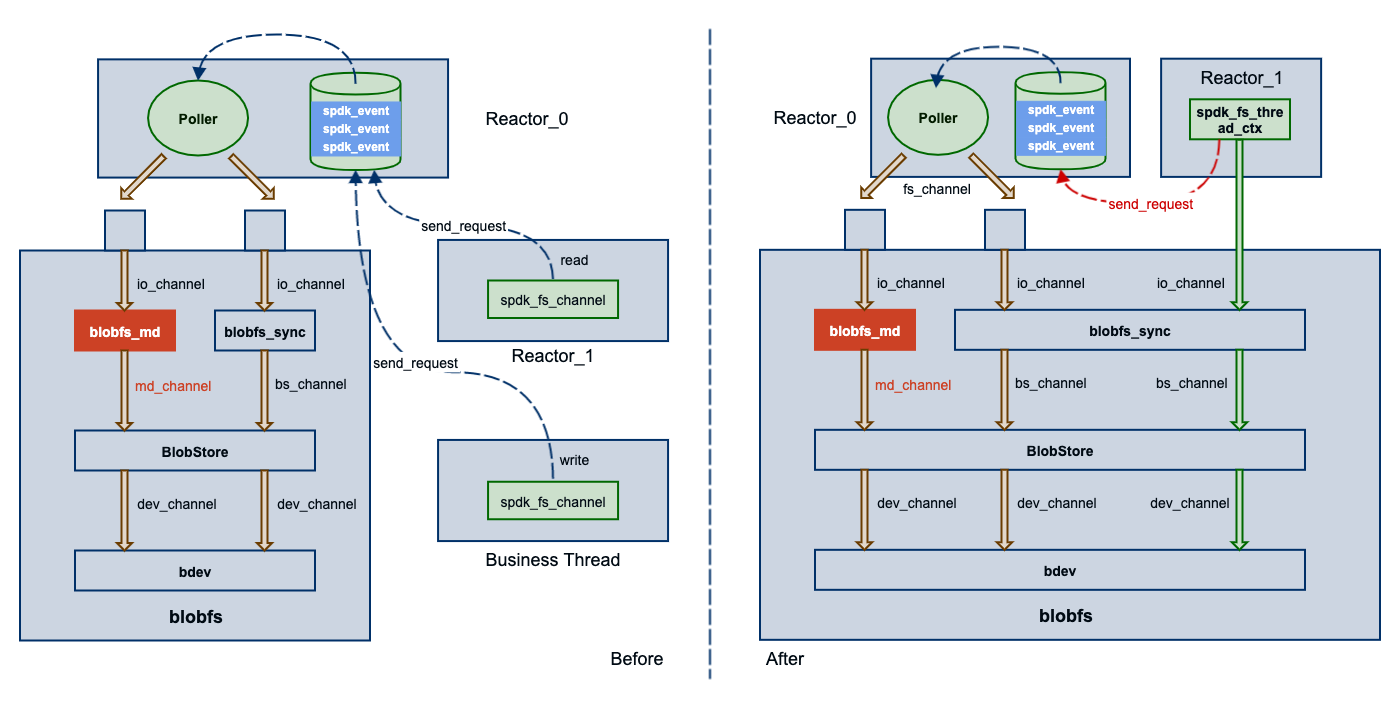 Poller
spdk_event
spdk_event
spdk_event
Reactor_0
send_request
read
spdk_fs_channel
Reactor_1
io_channel
io_channel
blobfs_md
blobfs_sync
send_request
md_channel
bs_channel
BlobStore
write
spdk_fs_channel
dev_channel
dev_channel
Business Thread
bdev
blobfs
Before
Reactor_0
Poller
spdk_event
spdk_event
spdk_event
Reactor_1
spdk_fs_thre
ad_ctx
fs_channel
send_request
io_channel
io_channel
io_channel
blobfs_md
blobfs_sync
md_channel
bs_channel
bs_channel
BlobStore
dev_channel
dev_channel
dev_channel
bdev
blobfs
After